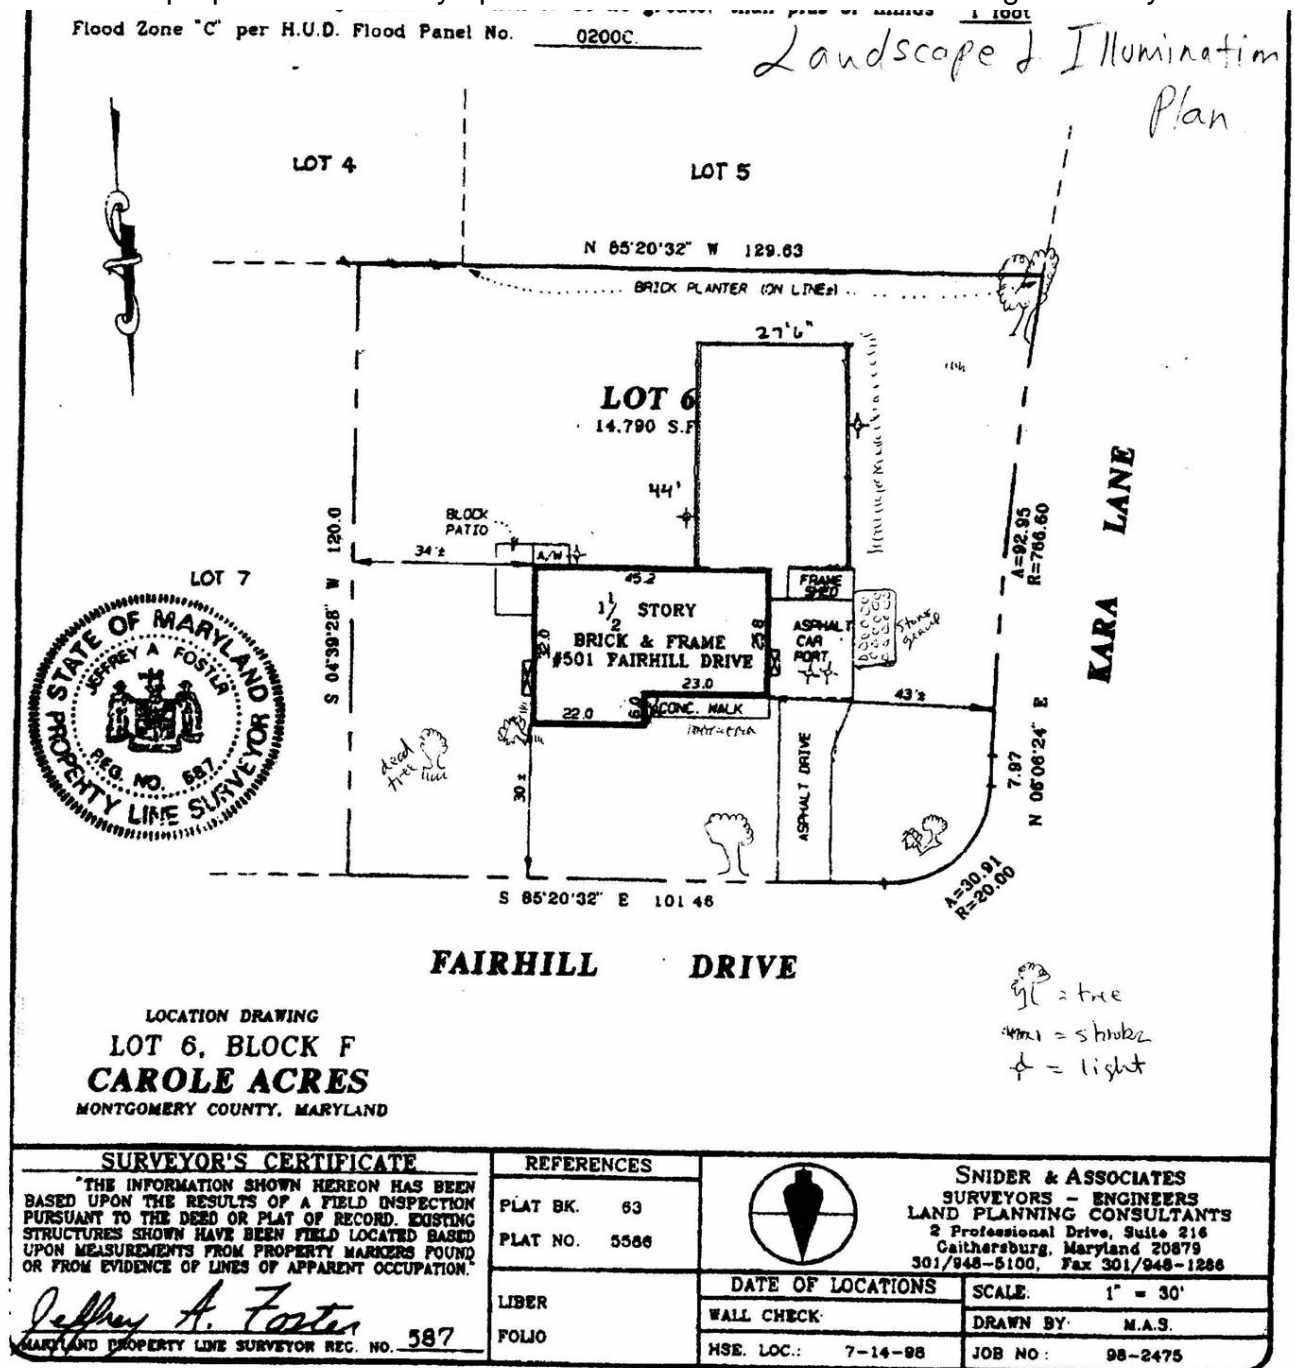 Flood Zone "C" per H.U.D. Flood Panel No. 0200C.
1 foot
Landscape & Illumination
Plan
LOT 4
LOT 5
N 85°20'32" W 129.63
BRICK PLANTER (ON LINEs)
27'6"
LOT 6
14,790 S.F
44'
BLOCK
PATIO
A/W
34'±
S 04°39'28" W 120.0
LOT 7
45.2
1 1/2 STORY
BRICK & FRAME
#501 FAIRHILL DRIVE
32.0
25.8
23.0
22.0
6.0
CONC. WALK
FRAME
SHED
ASPHALT
CAR
PORT
Stone
43'±
ASPHALT DRIVE
30'±
dead
tree
A=92.95
R=766.60
KARA LANE
7.97
N 06°06'24" E
A=30.91
R=20.00
S 85°20'32" E 101.46
STATE OF MARYLAND
JEFFREY A FOSTER
REG. NO. 587
PROPERTY LINE SURVEYOR
FAIRHILL DRIVE
= tree
= shrubs
= light
LOCATION DRAWING
LOT 6, BLOCK F
CAROLE ACRES
MONTGOMERY COUNTY, MARYLAND
SURVEYOR'S CERTIFICATE
"THE INFORMATION SHOWN HEREON HAS BEEN
BASED UPON THE RESULTS OF A FIELD INSPECTION
PURSUANT TO THE DEED OR PLAT OF RECORD. EXISTING
STRUCTURES SHOWN HAVE BEEN FIELD LOCATED BASED
UPON MEASUREMENTS FROM PROPERTY MARKERS FOUND
OR FROM EVIDENCE OF LINES OF APPARENT OCCUPATION."
Jeffrey A. Foster
MARYLAND PROPERTY LINE SURVEYOR REG. NO. 587
REFERENCES
PLAT BK. 63
PLAT NO. 5566
LIBER
FOLIO
SNIDER & ASSOCIATES
SURVEYORS - ENGINEERS
LAND PLANNING CONSULTANTS
2 Professional Drive, Suite 216
Gaithersburg, Maryland 20879
301/948-5100, Fax 301/948-1286
DATE OF LOCATIONS
WALL CHECK:
HSE. LOC.: 7-14-98
SCALE: 1" = 30'
DRAWN BY: M.A.S.
JOB NO: 98-2475